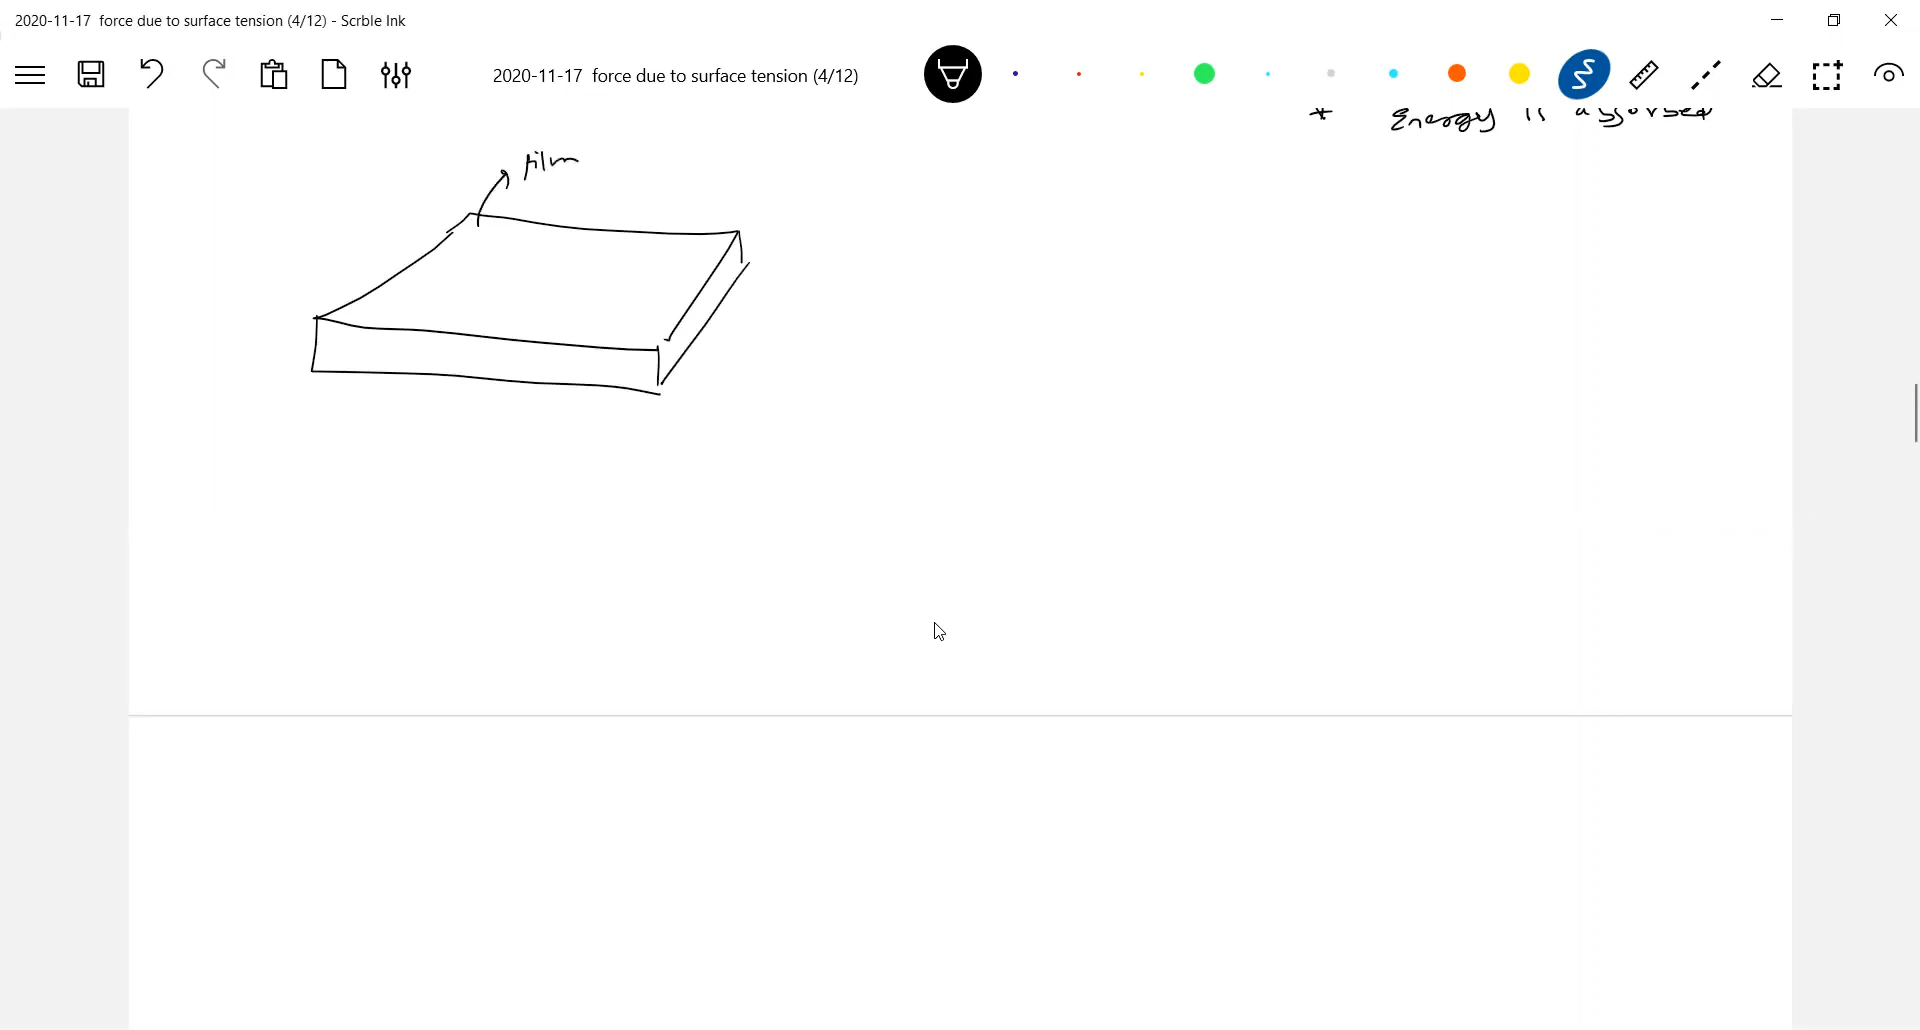 2020-11-17 force due to surface tension (4/12) - Scrble Ink
2020-11-17 force due to surface tension (4/12)
* Energy is absorbed
film